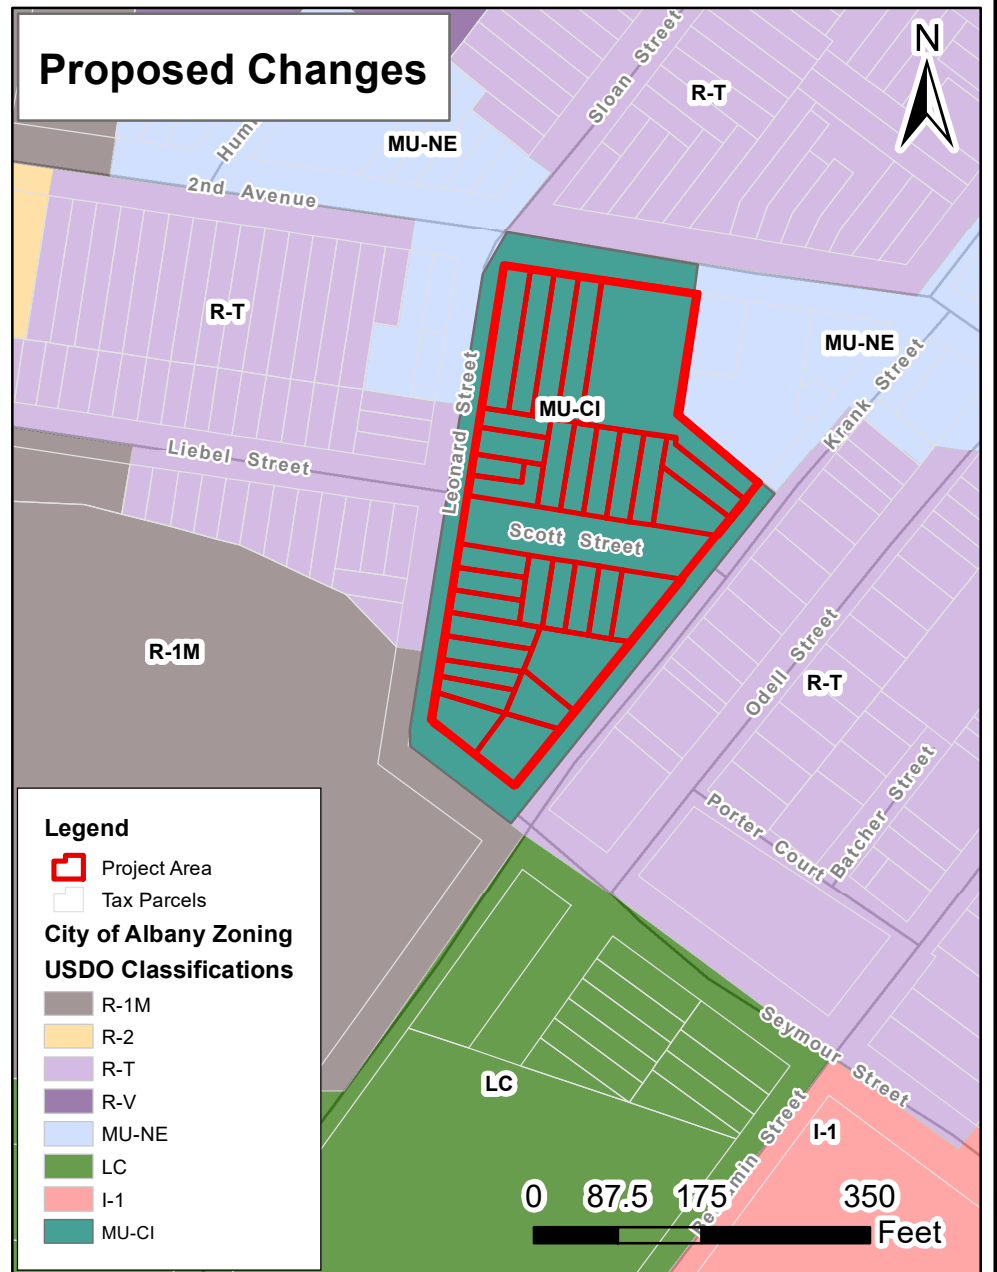 Proposed Changes
N
Sloan Street
R-T
MU-NE
2nd Avenue
R-T
MU-NE
Krank Street
MU-CI
Leonard Street
Liebel Street
Scott Street
R-1M
Odell Street
R-T
Batcher Street
Porter Court
Seymour Street
LC
I-1
Street
Legend
Project Area
Tax Parcels
City of Albany Zoning
USDO Classifications
R-1M
R-2
R-T
R-V
MU-NE
LC
I-1
MU-CI
0 87.5 175 350
Feet